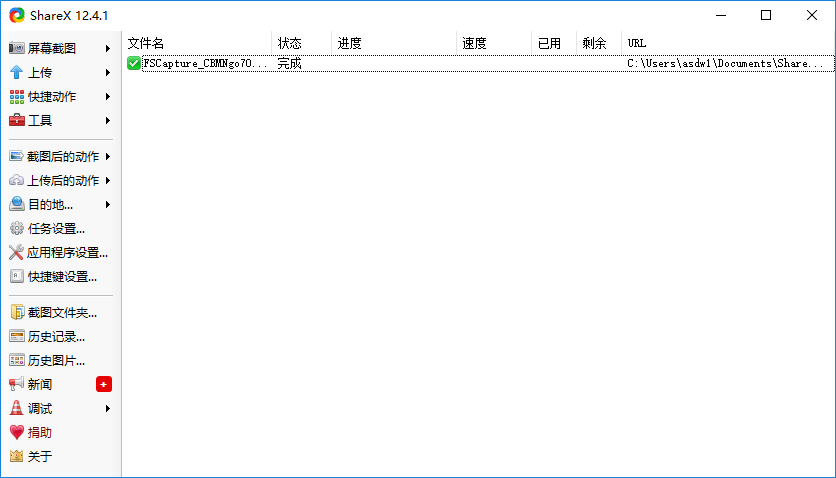 ShareX 12.4.1
屏幕截图
上传
快捷动作
工具
截图后的动作
上传后的动作
目的地...
任务设置...
应用程序设置...
快捷键设置...
截图文件夹...
历史记录...
历史图片...
新闻 +
调试
捐助
关于
文件名 状态 进度 速度 已用 剩余 URL
FSCapture_CBMNgo7O... 完成 C:\Users\asdw1\Documents\Share...